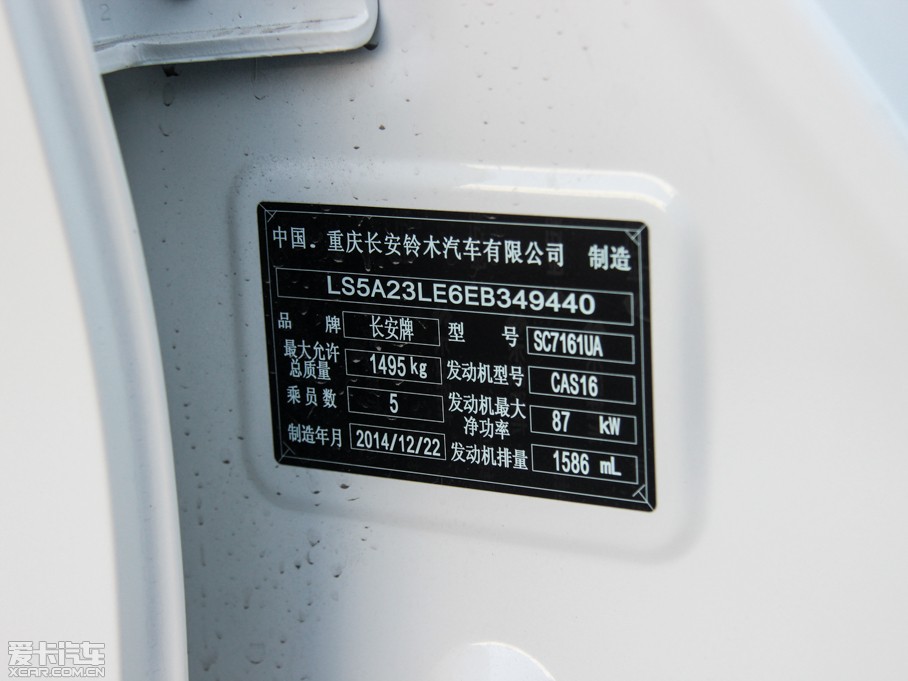 中国.重庆长安铃木汽车有限公司 制造
LS5A23LE6EB349440
品牌 长安牌 型号 SC7161UA
最大允许总质量 1495kg 发动机型号 CAS16
乘员数 5 发动机最大净功率 87 kW
制造年月 2014/12/22 发动机排量 1586 mL
爱卡汽车
XCAR.COM.CN